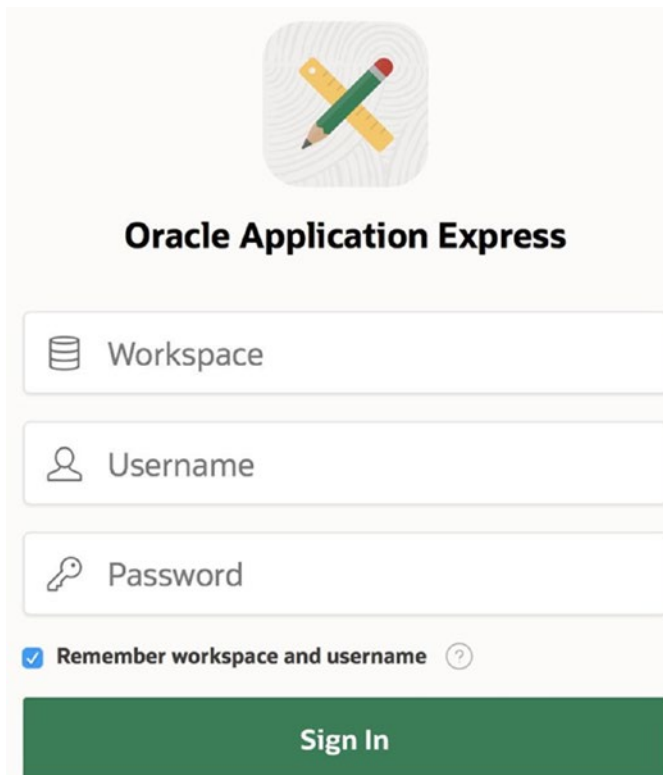 Oracle Application Express
Workspace
Username
Password
Remember workspace and username ?
Sign In